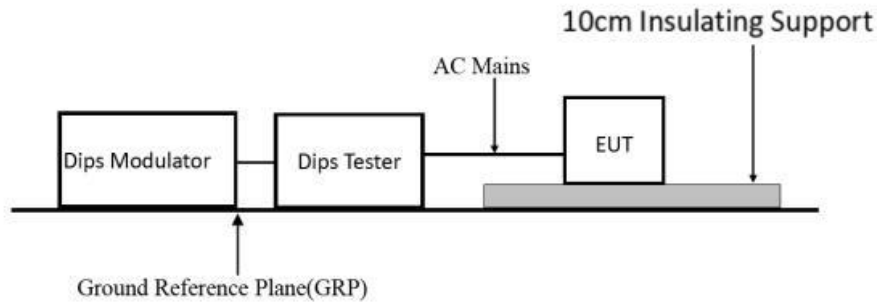 10cm Insulating Support
AC Mains
Dips Modulator
Dips Tester
EUT
Ground Reference Plane(GRP)